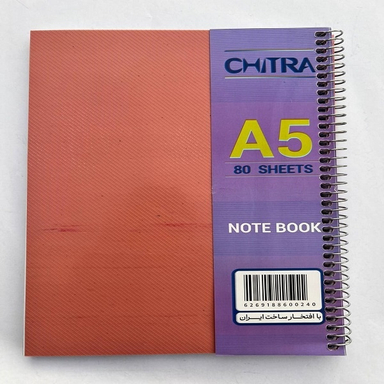 CHITRA
A5
80 SHEETS
NOTE BOOK
6269188600240
با افتخار ساخت ایران